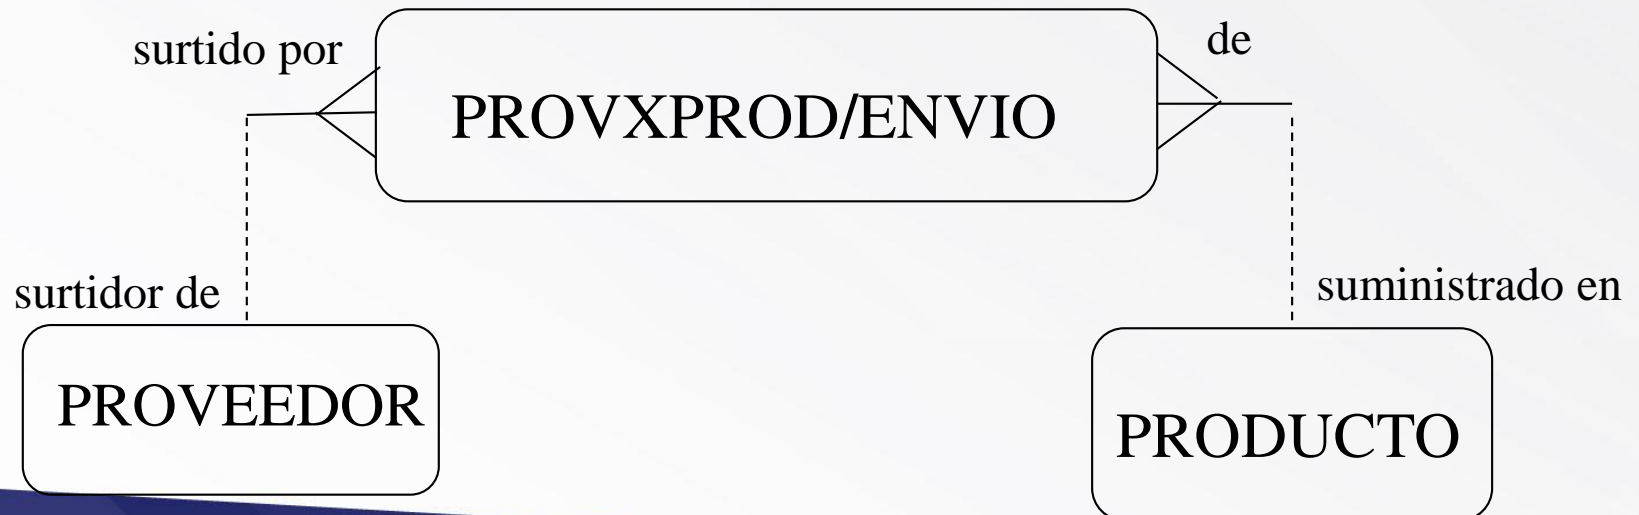 surtido por
de
PROVXPROD/ENVIO
surtidor de
suministrado en
PROVEEDOR
PRODUCTO